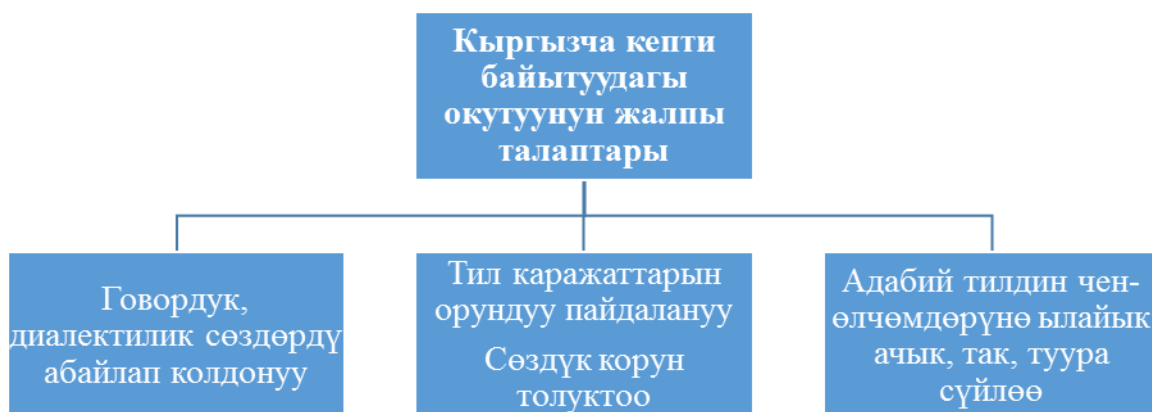 Кыргызча кепти
байытуудагы
окутуунун жалпы
талаптары
Говордук,
диалектилик сөздөрдү
абайлап колдонуу
Тил каражаттарын
орундуу пайдалануу
Сөздүк корун
толуктоо
Адабий тилдин чен-
өлчөмдөрүнө ылайык
ачык, так, туура
сүйлөө